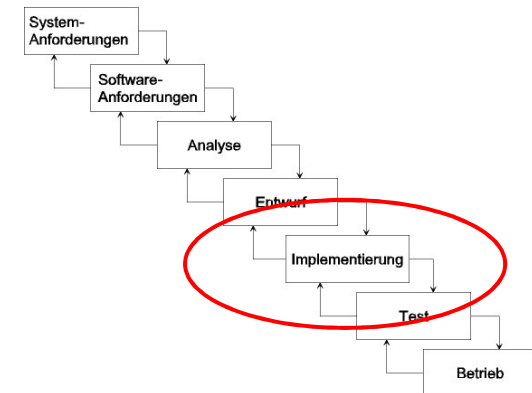 System-
Anforderungen
Software-
Anforderungen
Analyse
Entwurf
Implementierung
Test
Betrieb